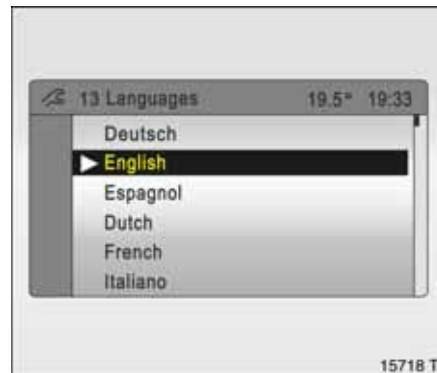 13 Languages 19.5° 19:33
Deutsch
English
Espagnol
Dutch
French
Italiano
15718 T